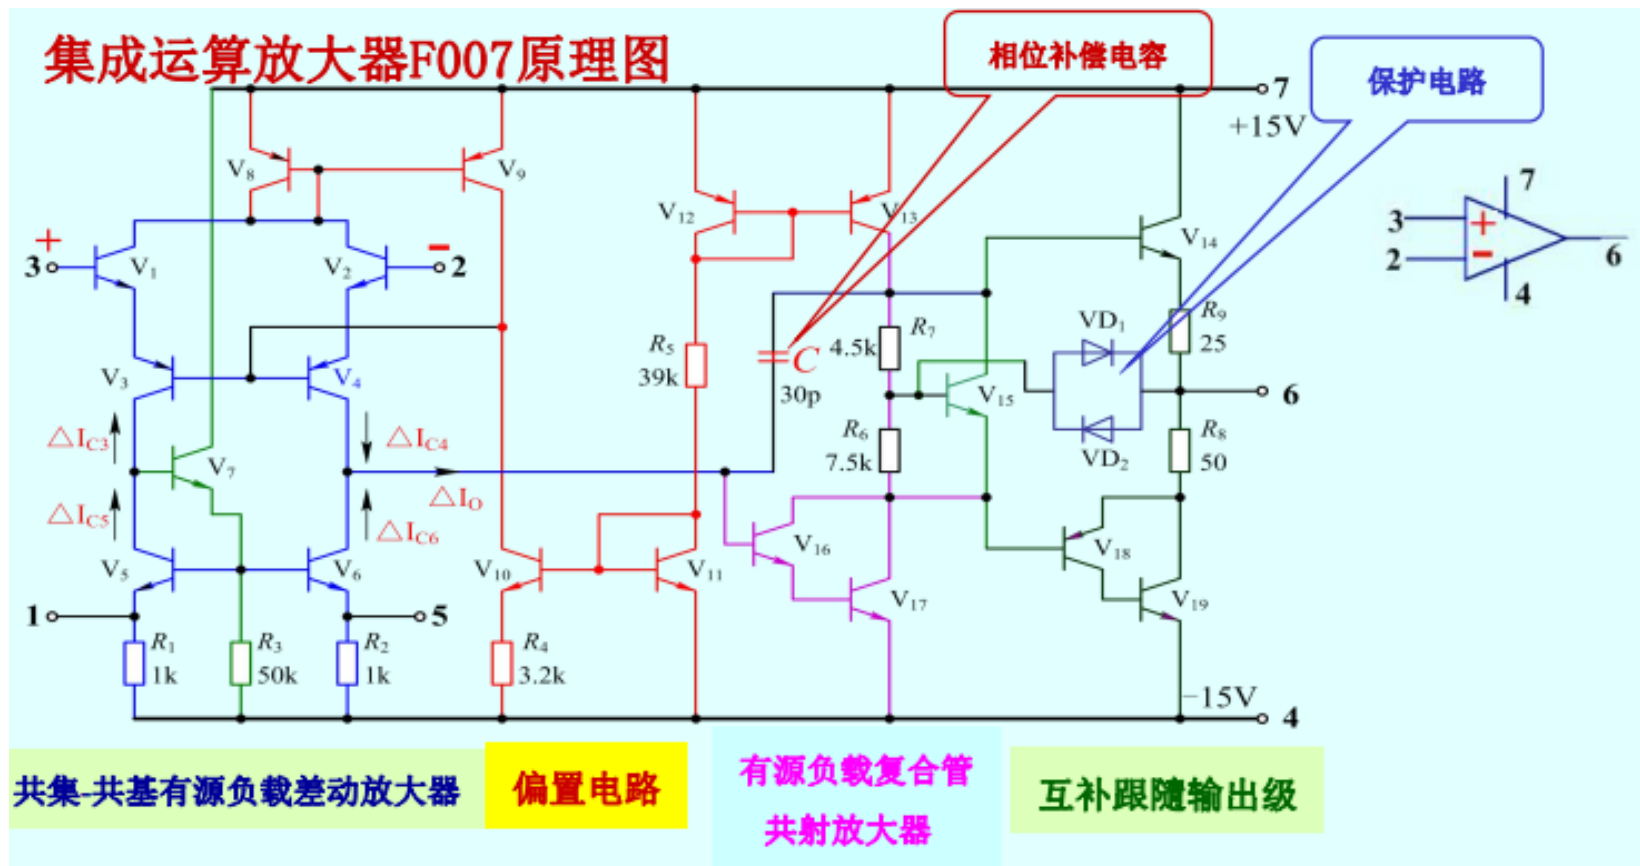 集成运算放大器F007原理图
相位补偿电容
保护电路
7
+15V
V8
V9
V12
V13
V14
7
3
+
-
2
6
4
+
3
V1
V2
-
2
R9
25
VD1
R7
4.5k
C
30p
R5
39k
V3
V4
V15
6
△IC3
△IC4
V7
R6
7.5k
VD2
R8
50
△IC5
△IO
△IC6
V16
V18
V5
V6
V10
V11
V17
V19
1
5
R1
1k
R3
50k
R2
1k
R4
3.2k
−15V
4
共集-共基有源负载差动放大器
偏置电路
有源负载复合管
共射放大器
互补跟隨输出级